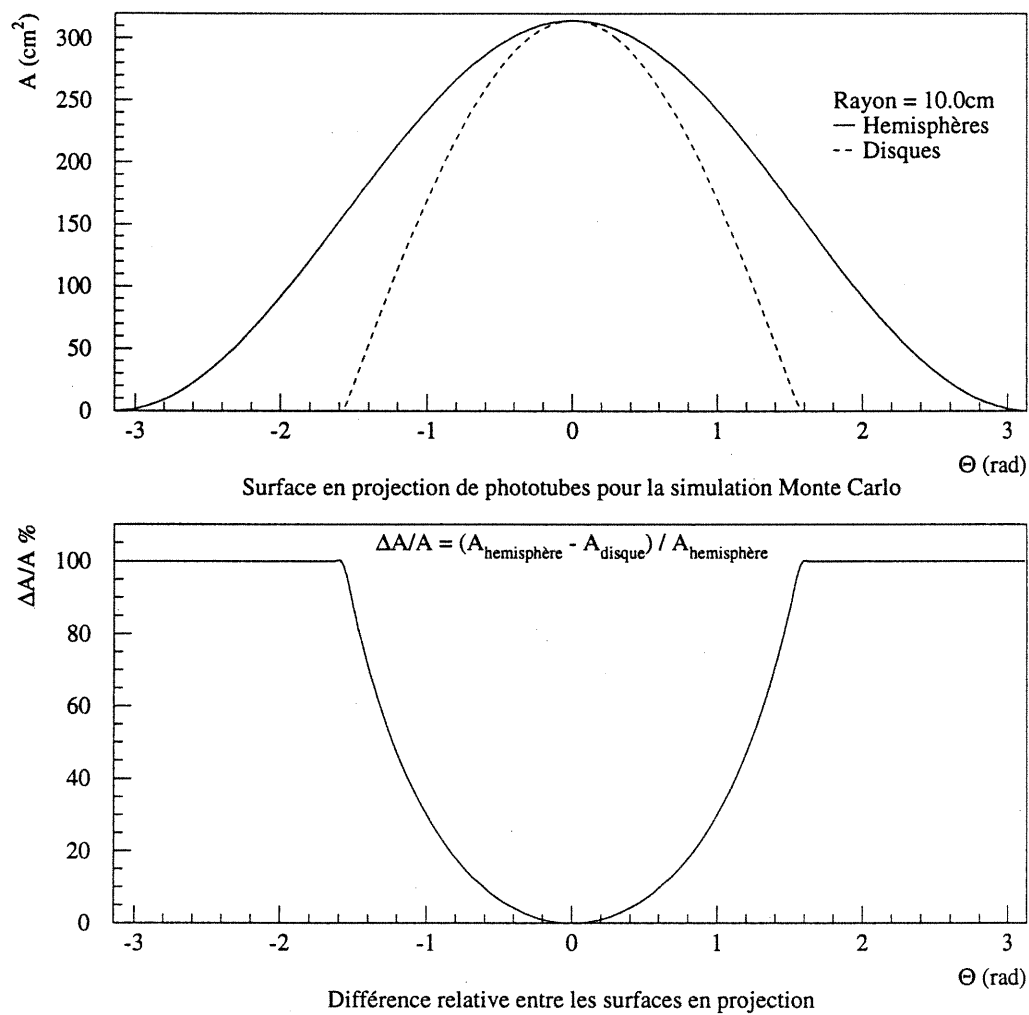 A (cm²)
300
250
200
150
100
50
0
Rayon = 10.0cm
— Hemisphères
-- Disques
-3 -2 -1 0 1 2 3
Θ (rad)
Surface en projection de phototubes pour la simulation Monte Carlo
ΔA/A %
ΔA/A = (A_hemisphère - A_disque) / A_hemisphère
100
80
60
40
20
0
-3 -2 -1 0 1 2 3
Θ (rad)
Différence relative entre les surfaces en projection